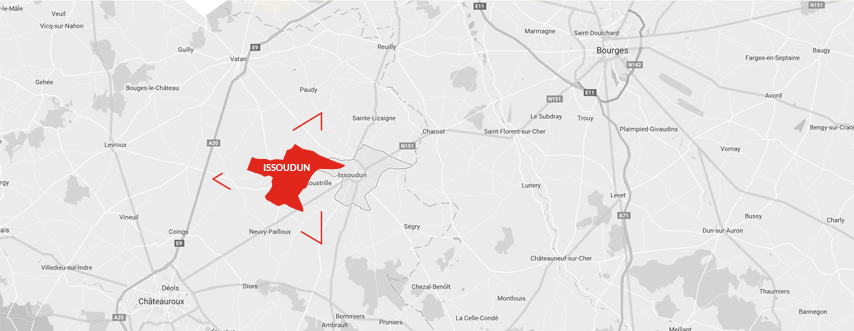 le-Mâle
Veuil
Vicq-sur-Nahon
E11
N151
Marmagne
Saint-Doulchard
Bourges
Guilly
E9
Reuilly
Vatan
Baugy
Farges-en-Septaine
N142
Gehée
Bouges-le-Château
Paudy
E11
N151
Avord
Sainte-Lizaigne
Le Subdray
Trouy
Charost
Saint-Florent-sur-Cher
Plaimpied-Givaudins
Bengy-sur-Crao
Levroux
A20
N151
Vornay
ISSOUDUN
Issoudun
oustrille
Lunery
Levet
rgy
Vineuil
A71
Bussy
Charly
Coings
Neuvy-Pailloux
Ségry
Dun-sur-Auron
E9
Châteauneuf-sur-Cher
Villedieu-sur-Indre
Déols
Châteauroux
Diors
Chezal-Benôît
Thaumiers
Montlouis
A20
Bommiers
Ambrault
Pruniers
La Celle-Condé
Meillant
Bannegon